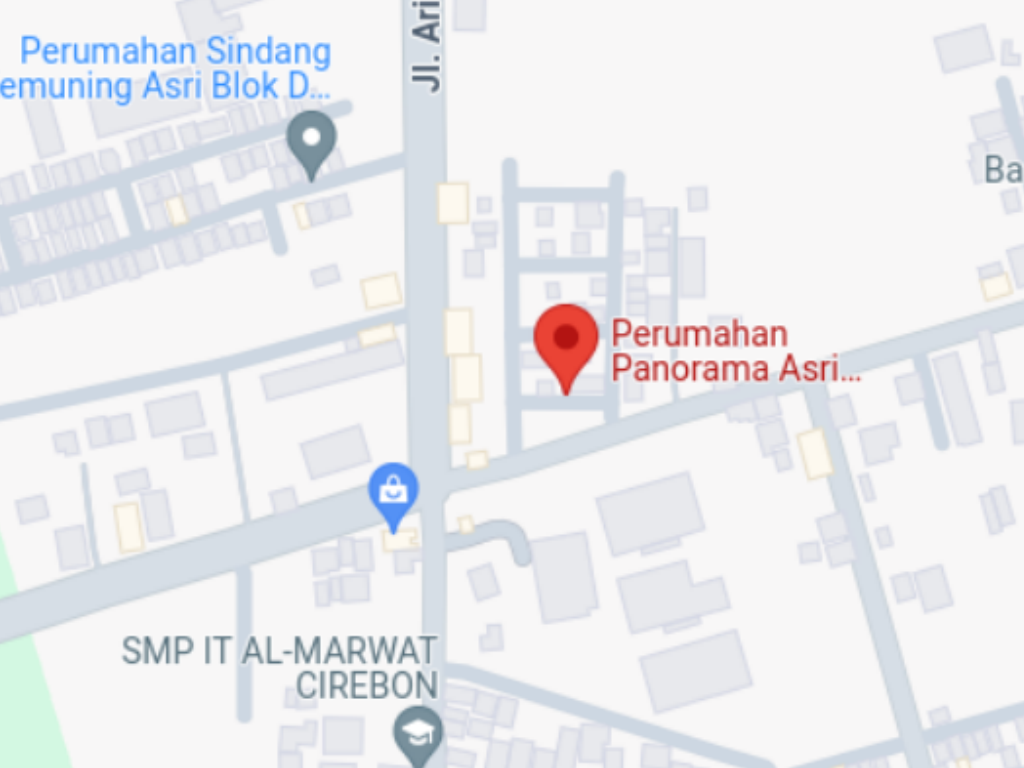 Perumahan Sindang
emuning Asri Blok D...
Jl. Ari
Ba
Perumahan
Panorama Asri...
SMP IT AL-MARWAT
CIREBON